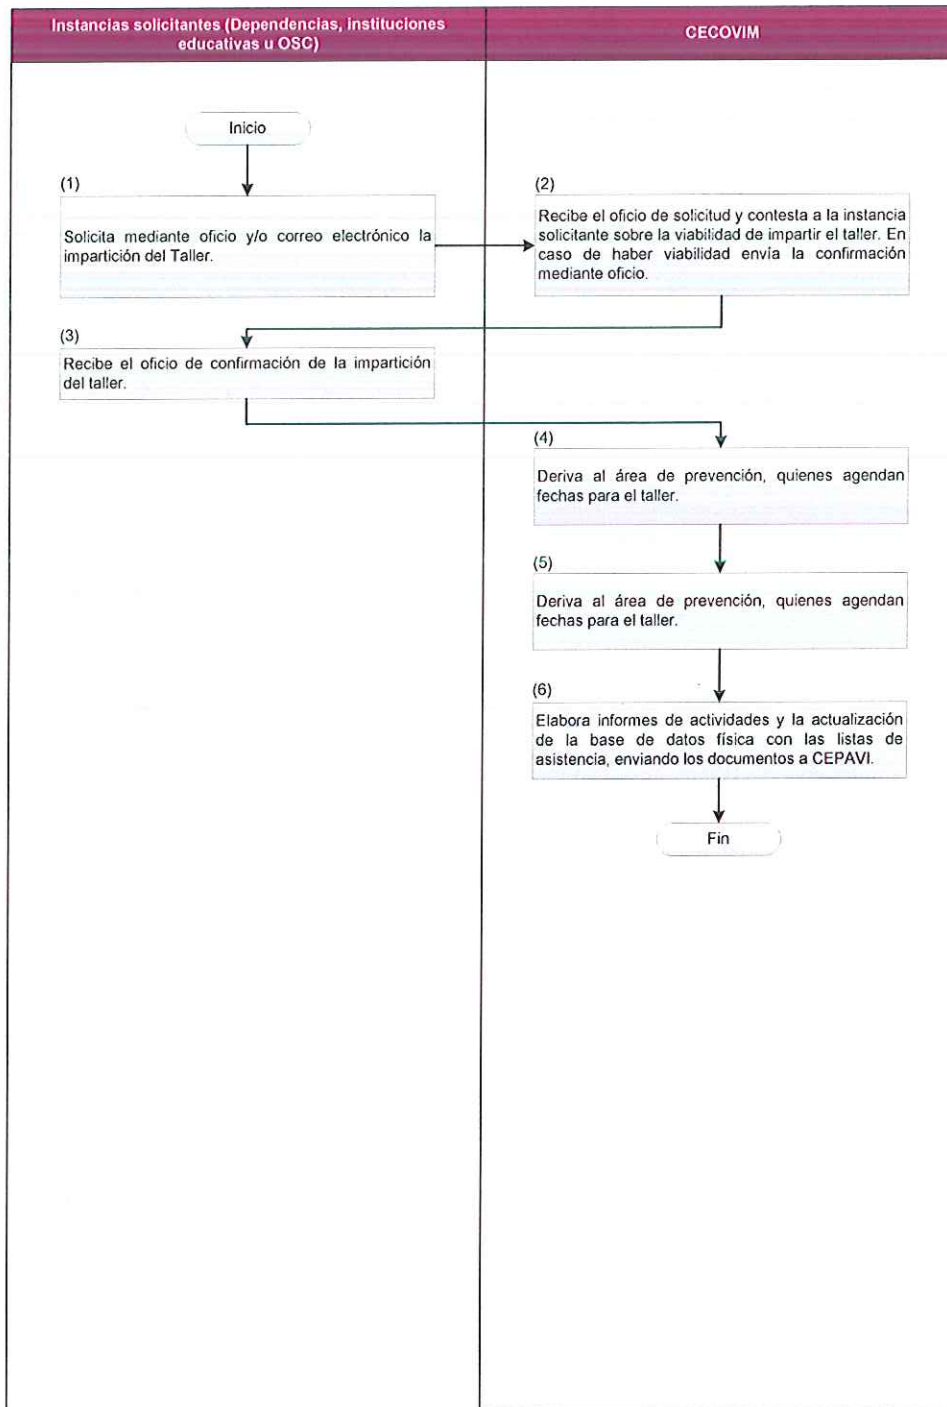 Instancias solicitantes (Dependencias, instituciones
educativas u OSC)
CECOVIM
Inicio
(1)
Solicita mediante oficio y/o correo electrónico la
impartición del Taller.
(2)
Recibe el oficio de solicitud y contesta a la instancia
solicitante sobre la viabilidad de impartir el taller. En
caso de haber viabilidad envía la confirmación
mediante oficio.
(3)
Recibe el oficio de confirmación de la impartición
del taller.
(4)
Deriva al área de prevención, quienes agendan
fechas para el taller.
(5)
Deriva al área de prevención, quienes agendan
fechas para el taller.
(6)
Elabora informes de actividades y la actualización
de la base de datos física con las listas de
asistencia, enviando los documentos a CEPAVI.
Fin